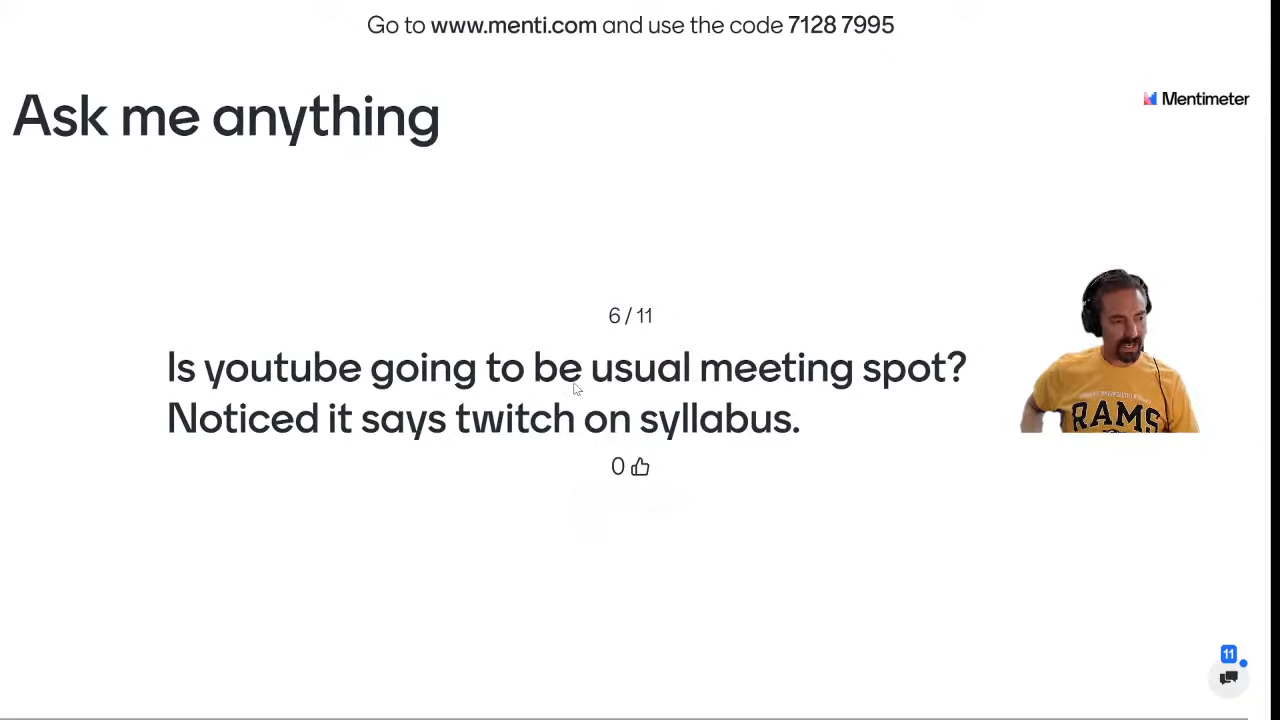 Go to www.menti.com and use the code 7128 7995
Ask me anything
Mentimeter
6 / 11
Is youtube going to be usual meeting spot?
Noticed it says twitch on syllabus.
0
RAMS
11